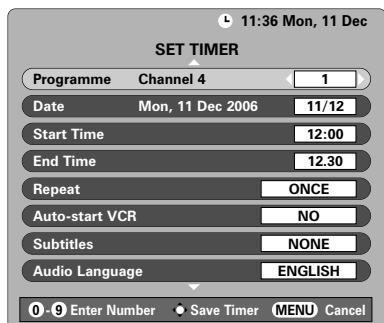 11:36 Mon, 11 Dec
SET TIMER
Programme Channel 4 1
Date Mon, 11 Dec 2006 11/12
Start Time 12:00
End Time 12.30
Repeat ONCE
Auto-start VCR NO
Subtitles NONE
Audio Language ENGLISH
0-9 Enter Number Save Timer MENU Cancel